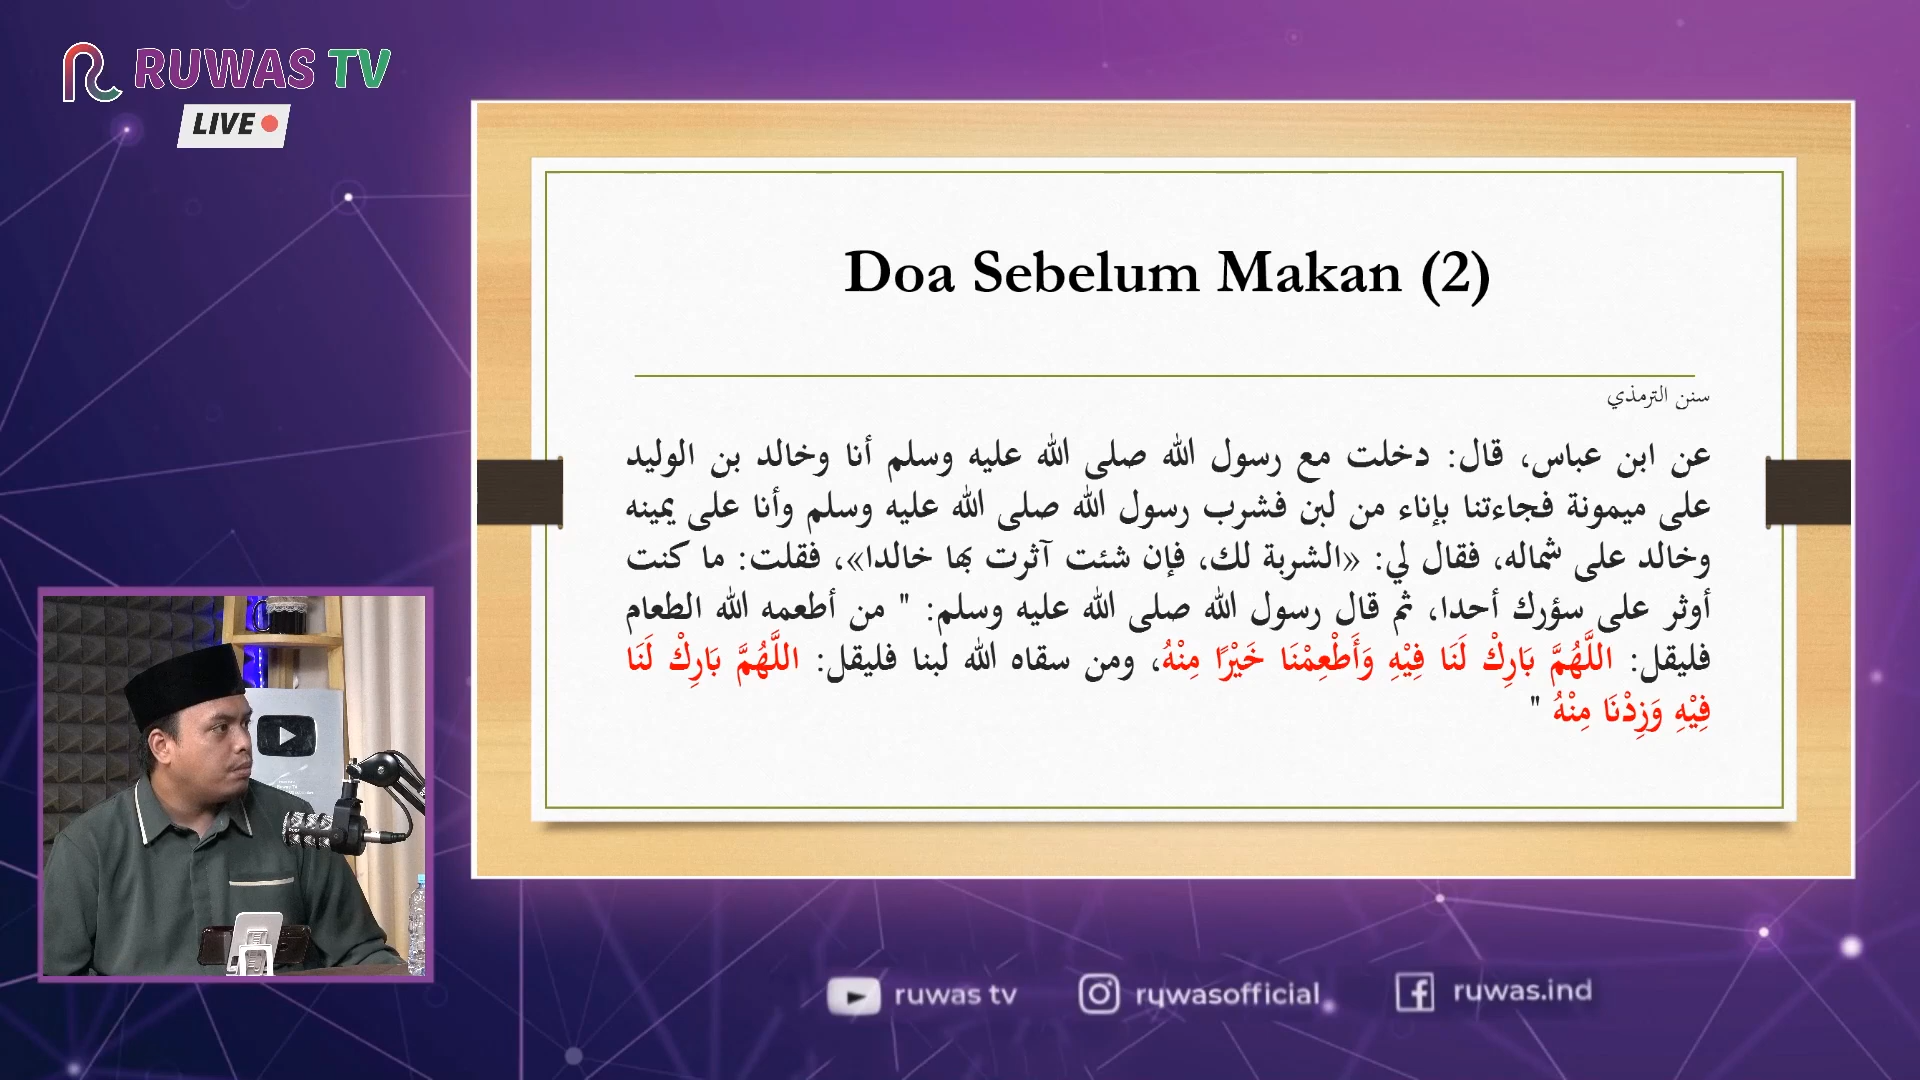 RUWAS TV
LIVE
Doa Sebelum Makan (2)
سنن الترمذي
عن ابن عباس، قال: دخلت مع رسول الله صلى الله عليه وسلم أنا وخالد بن الوليد
على ميمونة فجاءتنا بإناء من لبن فشرب رسول الله صلى الله عليه وسلم وأنا على يمينه
وخالد على شماله، فقال لي: «الشربة لك، فإن شئت آثرت بها خالدا»، فقلت: ما كنت
أوثر على سؤرك أحدا، ثم قال رسول الله صلى الله عليه وسلم: " من أطعمه الله الطعام
فليقل: اللَّهُمَّ بَارِكْ لَنَا فِيْهِ وَأَطْعِمْنَا خَيْرًا مِنْهُ، ومن سقاه الله لبنا فليقل: اللَّهُمَّ بَارِكْ لَنَا
فِيْهِ وَزِدْنَا مِنْهُ "
ruwas tv
ruwasofficial
ruwas.ind